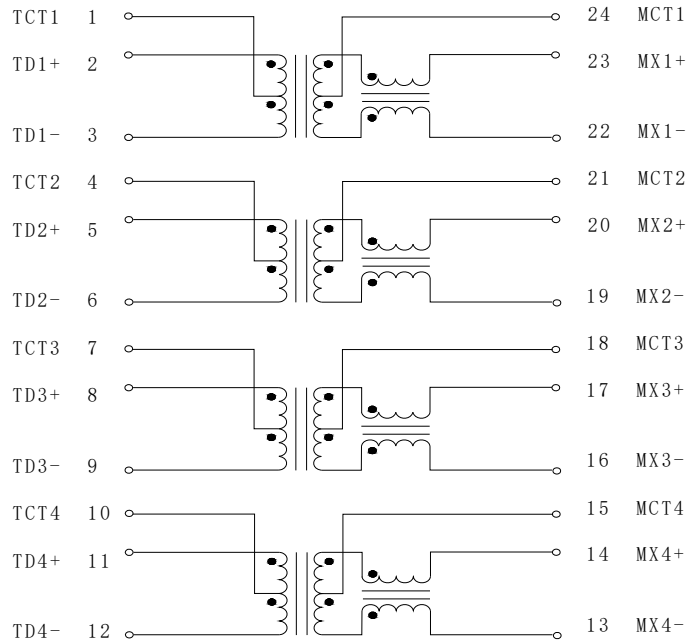 TCT1 1 24 MCT1
TD1+ 2 23 MX1+
TD1- 3 22 MX1-
TCT2 4 21 MCT2
TD2+ 5 20 MX2+
TD2- 6 19 MX2-
TCT3 7 18 MCT3
TD3+ 8 17 MX3+
TD3- 9 16 MX3-
TCT4 10 15 MCT4
TD4+ 11 14 MX4+
TD4- 12 13 MX4-